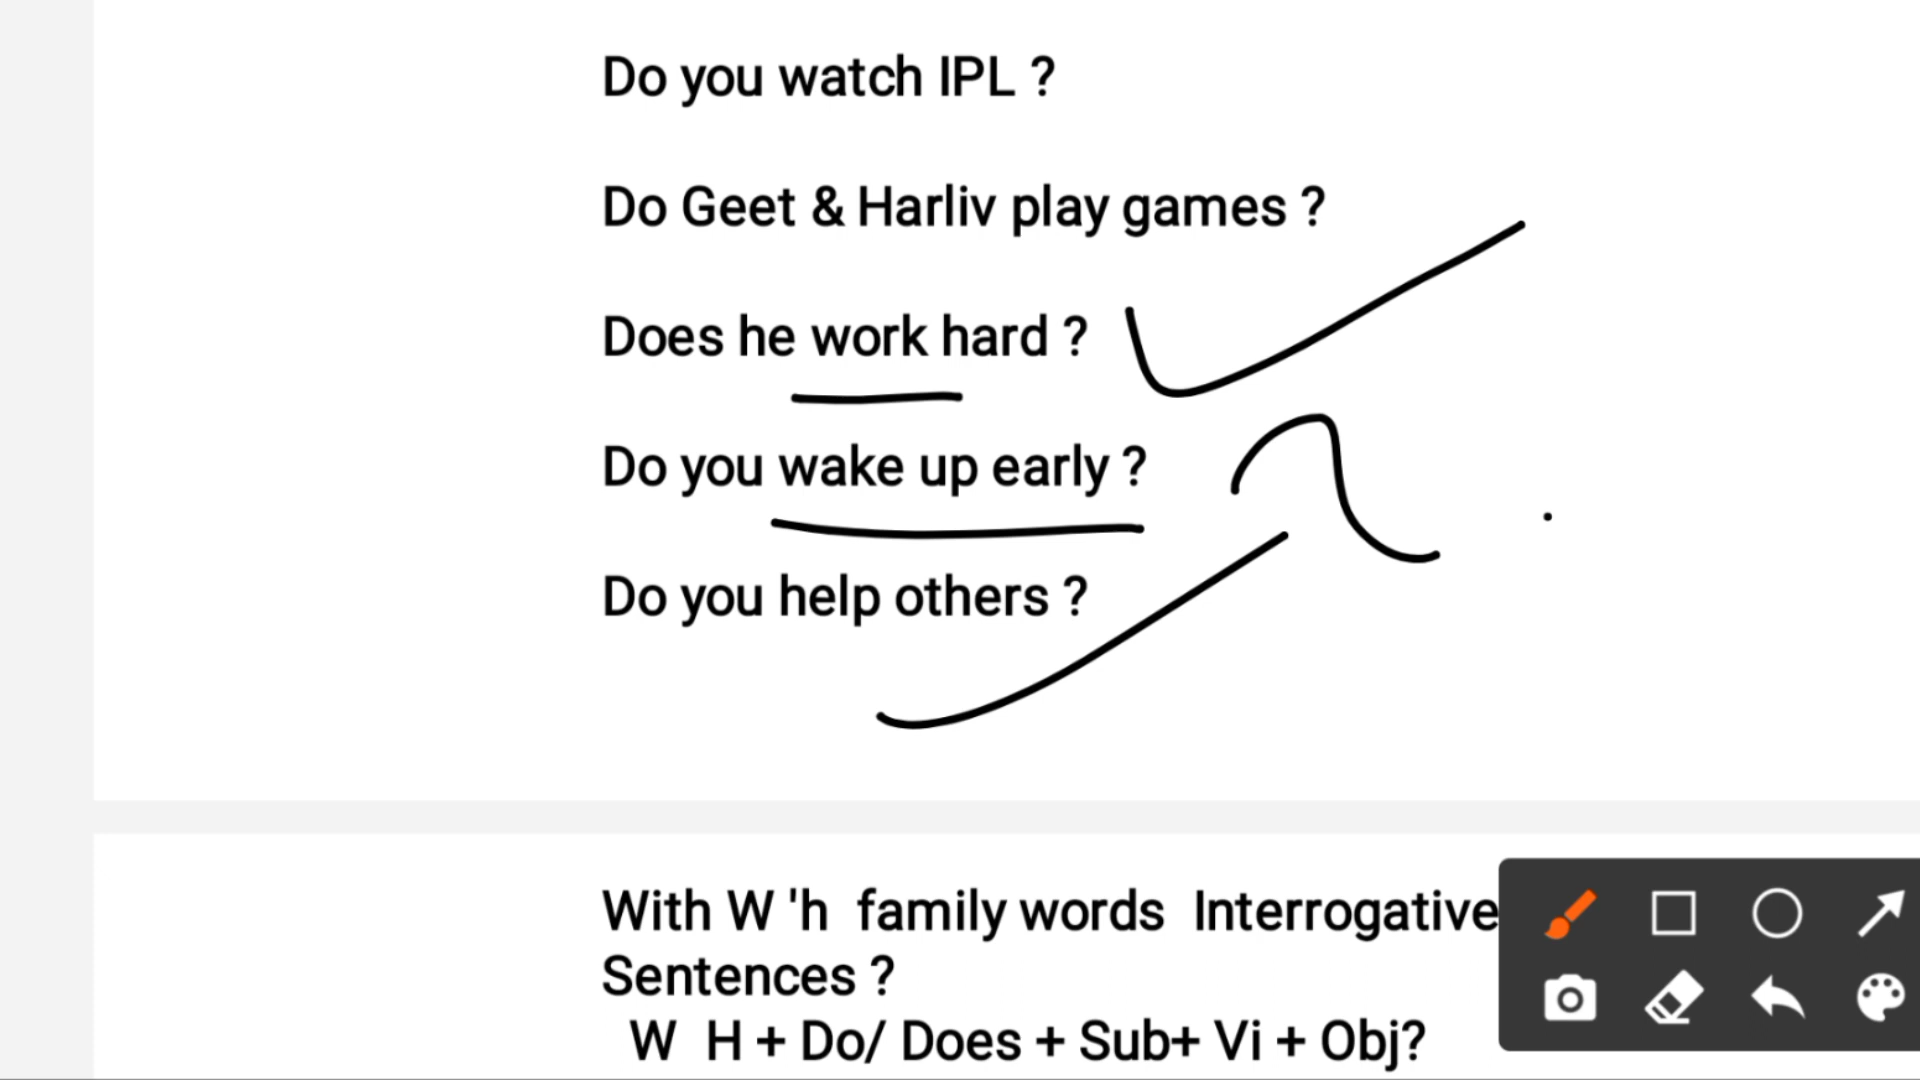 Do you watch IPL ?
Do Geet & Harliv play games ?
Does he work hard ?
Do you wake up early ?
Do you help others ?
With W 'h family words Interrogative
Sentences ?
W H + Do/ Does + Sub+ Vi + Obj?